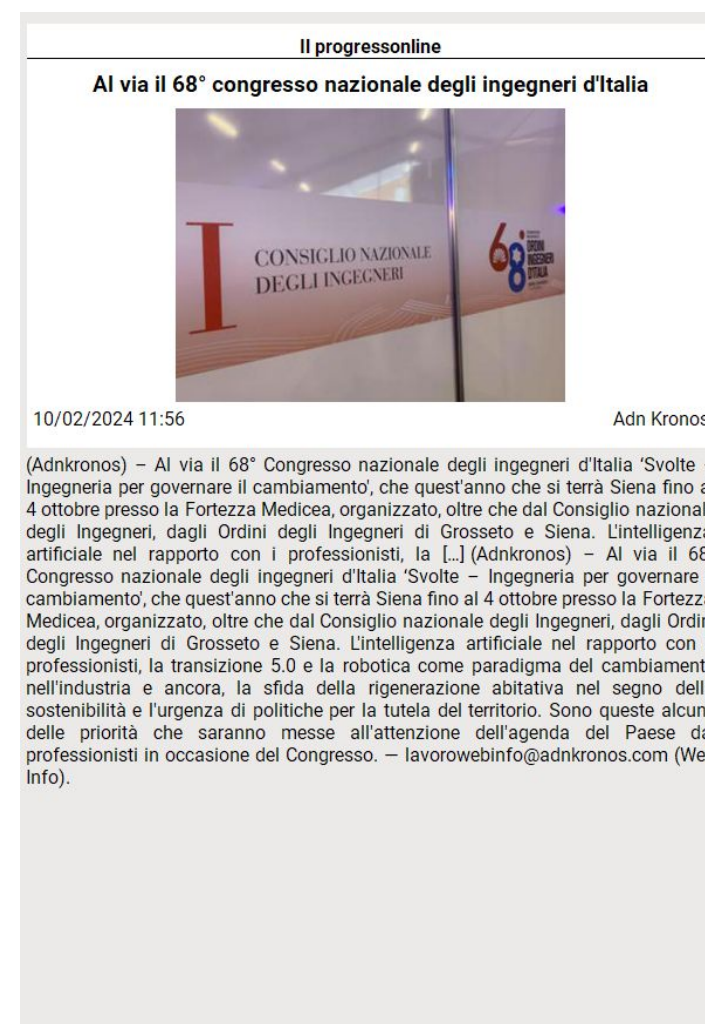 Il progressonline
Al via il 68° congresso nazionale degli ingegneri d'Italia
I
CONSIGLIO NAZIONALE
DEGLI INGEGNERI
68°
ORDINI
INGEGNERI
D'ITALIA
10/02/2024 11:56
Adn Kronos
(Adnkronos) – Al via il 68° Congresso nazionale degli ingegneri d'Italia ‘Svolte –
Ingegneria per governare il cambiamento', che quest'anno che si terrà Siena fino a
4 ottobre presso la Fortezza Medicea, organizzato, oltre che dal Consiglio nazional
degli Ingegneri, dagli Ordini degli Ingegneri di Grosseto e Siena. L'intelligenza
artificiale nel rapporto con i professionisti, la [...] (Adnkronos) – Al via il 68
Congresso nazionale degli ingegneri d'Italia ‘Svolte – Ingegneria per governare
cambiamento', che quest'anno che si terrà Siena fino al 4 ottobre presso la Fortezza
Medicea, organizzato, oltre che dal Consiglio nazionale degli Ingegneri, dagli Ordin
degli Ingegneri di Grosseto e Siena. L'intelligenza artificiale nel rapporto con
professionisti, la transizione 5.0 e la robotica come paradigma del cambiament
nell'industria e ancora, la sfida della rigenerazione abitativa nel segno dell
sostenibilità e l'urgenza di politiche per la tutela del territorio. Sono queste alcun
delle priorità che saranno messe all'attenzione dell'agenda del Paese da
professionisti in occasione del Congresso. — lavorowebinfo@adnkronos.com (We
Info).